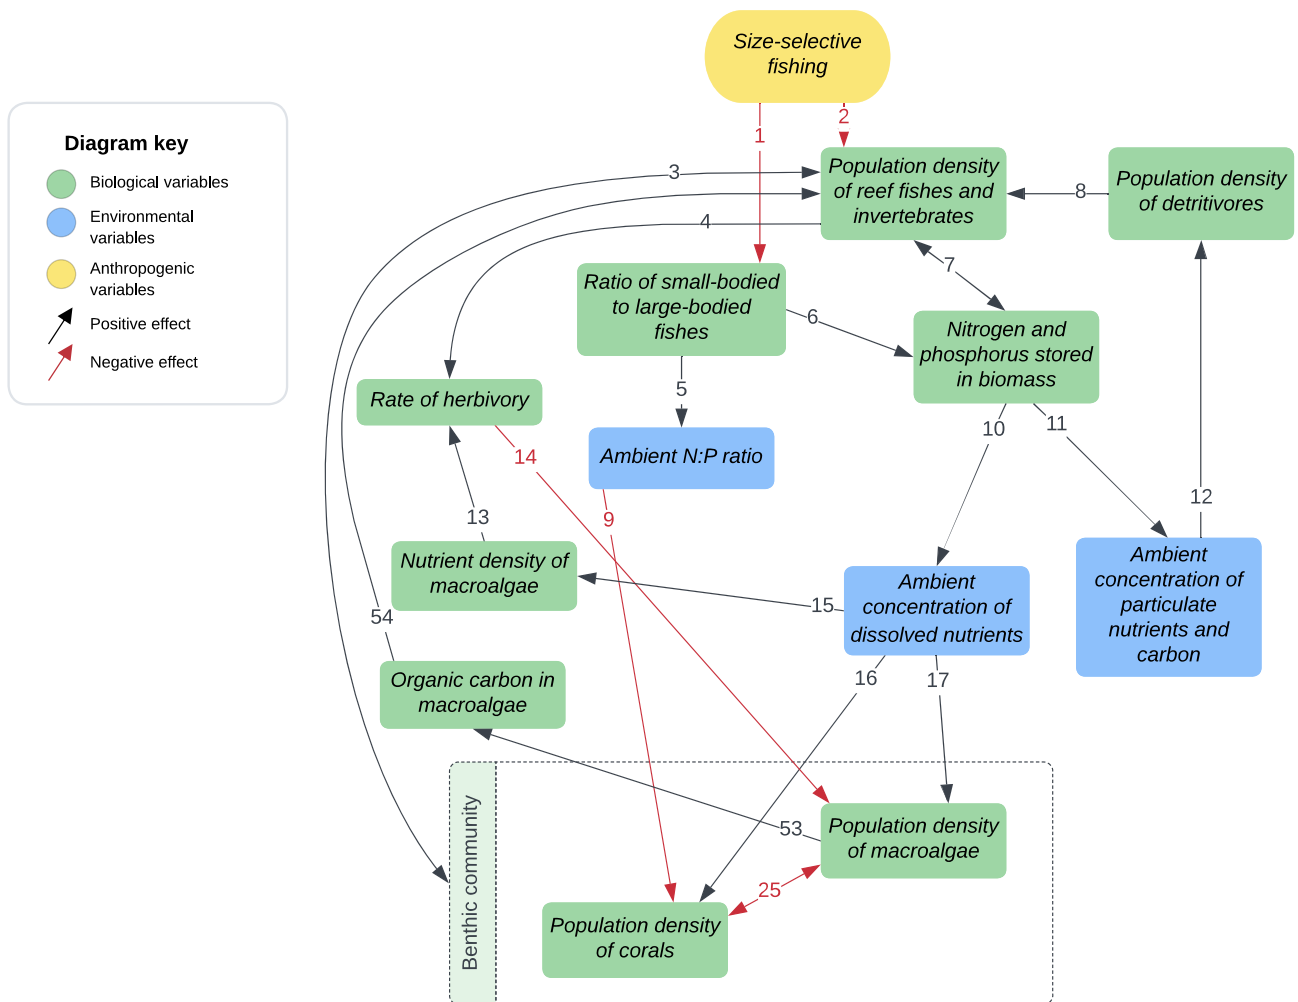 Size-selective
fishing
Diagram key
Biological variables
Environmental
variables
Anthropogenic
variables
Positive effect
Negative effect
1
2
3
Population density
of reef fishes and
invertebrates
8
Population density
of detritivores
4
7
Ratio of small-bodied
to large-bodied
fishes
6
Nitrogen and
phosphorus stored
in biomass
5
Rate of herbivory
10
11
14
Ambient N:P ratio
12
9
13
Nutrient density of
macroalgae
Ambient
concentration of
dissolved nutrients
Ambient
concentration of
particulate
nutrients and
carbon
15
54
Organic carbon in
macroalgae
16
17
53
Population density
of macroalgae
25
Population density
of corals
Benthic community